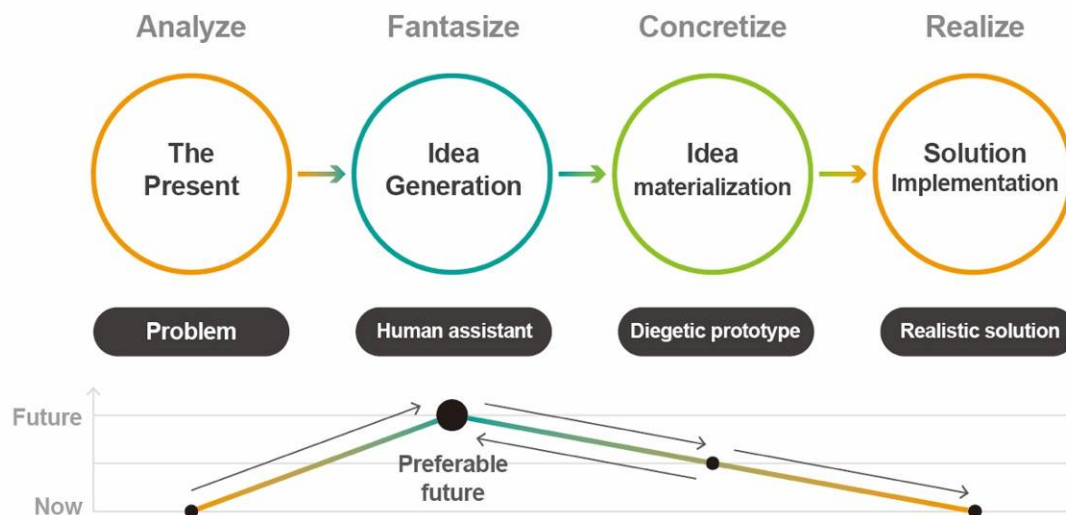 Analyze
Fantasize
Concretize
Realize
The
Present
Idea
Generation
Idea
materialization
Solution
Implementation
Problem
Human assistant
Diegetic prototype
Realistic solution
Future
Preferable
future
Now